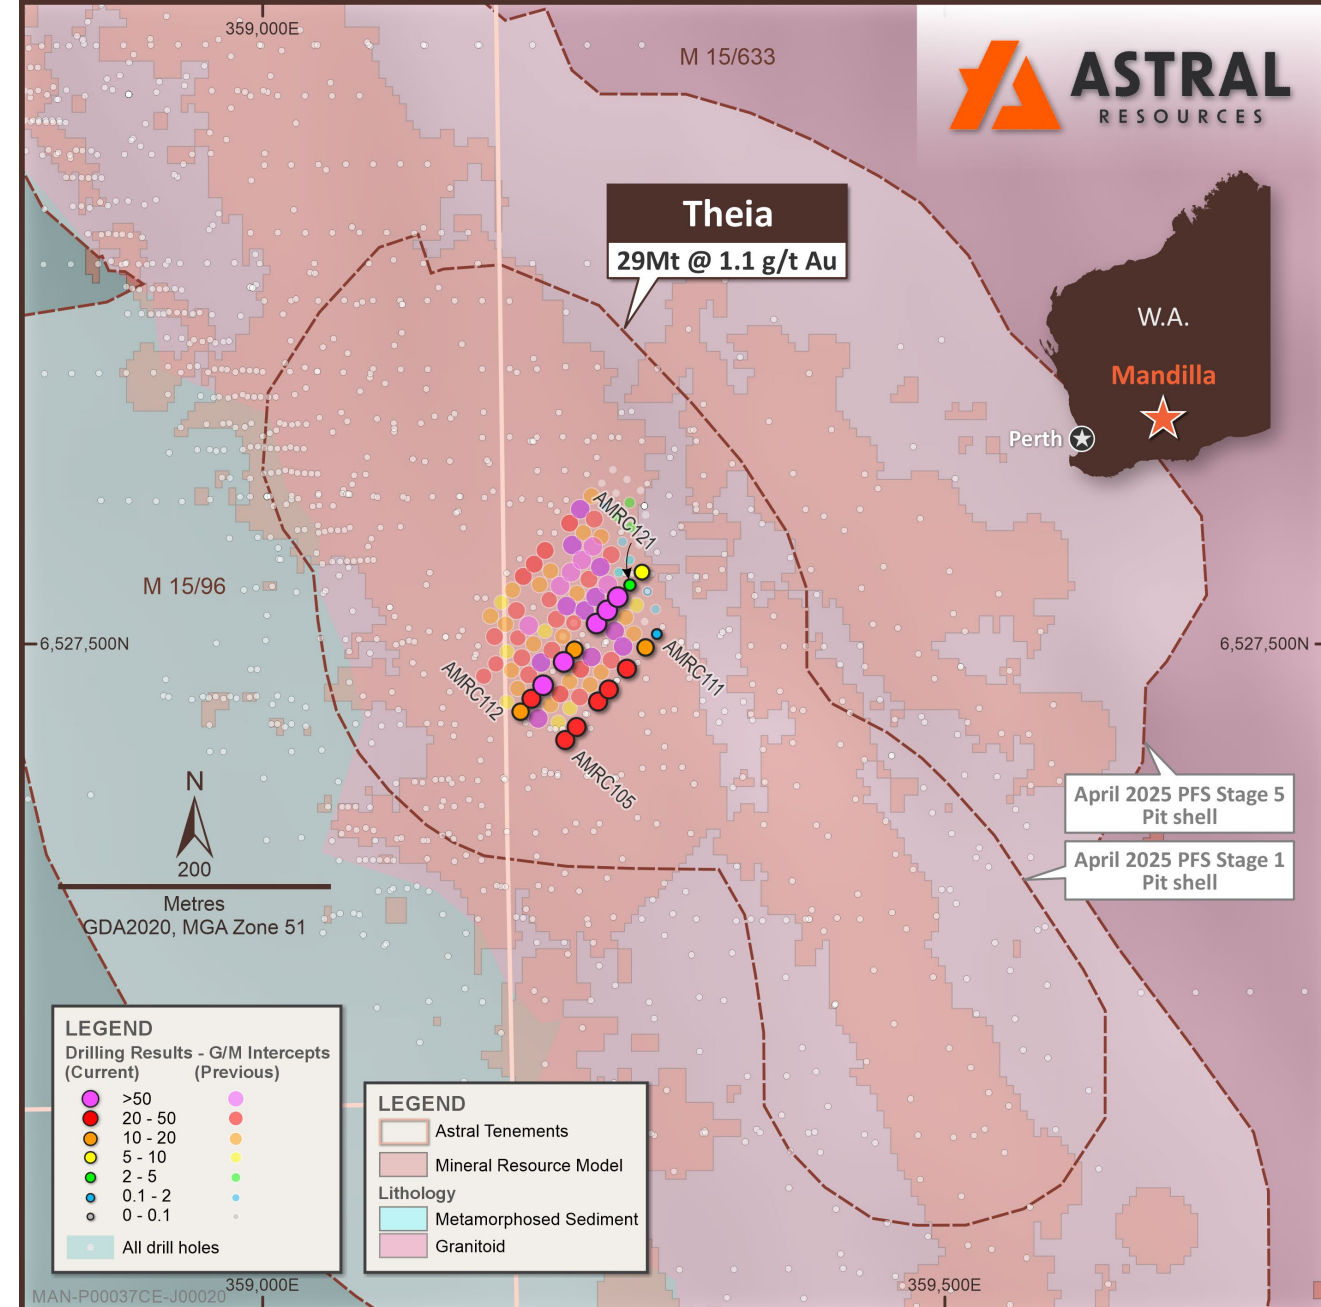 359,000E
M 15/633
ASTRAL
RESOURCES
Theia
29Mt @ 1.1 g/t Au
W.A.
Mandilla
Perth
AMRC121
M 15/96
6,527,500N
6,527,500N
AMRC111
AMRC112
AMRC105
N
200
Metres
GDA2020, MGA Zone 51
April 2025 PFS Stage 5
Pit shell
April 2025 PFS Stage 1
Pit shell
LEGEND
Drilling Results - G/M Intercepts
(Current) (Previous)
>50
20 - 50
10 - 20
5 - 10
2 - 5
0.1 - 2
0 - 0.1
All drill holes
LEGEND
Astral Tenements
Mineral Resource Model
Lithology
Metamorphosed Sediment
Granitoid
359,000E
359,500E
MAN-P00037CE-J00020